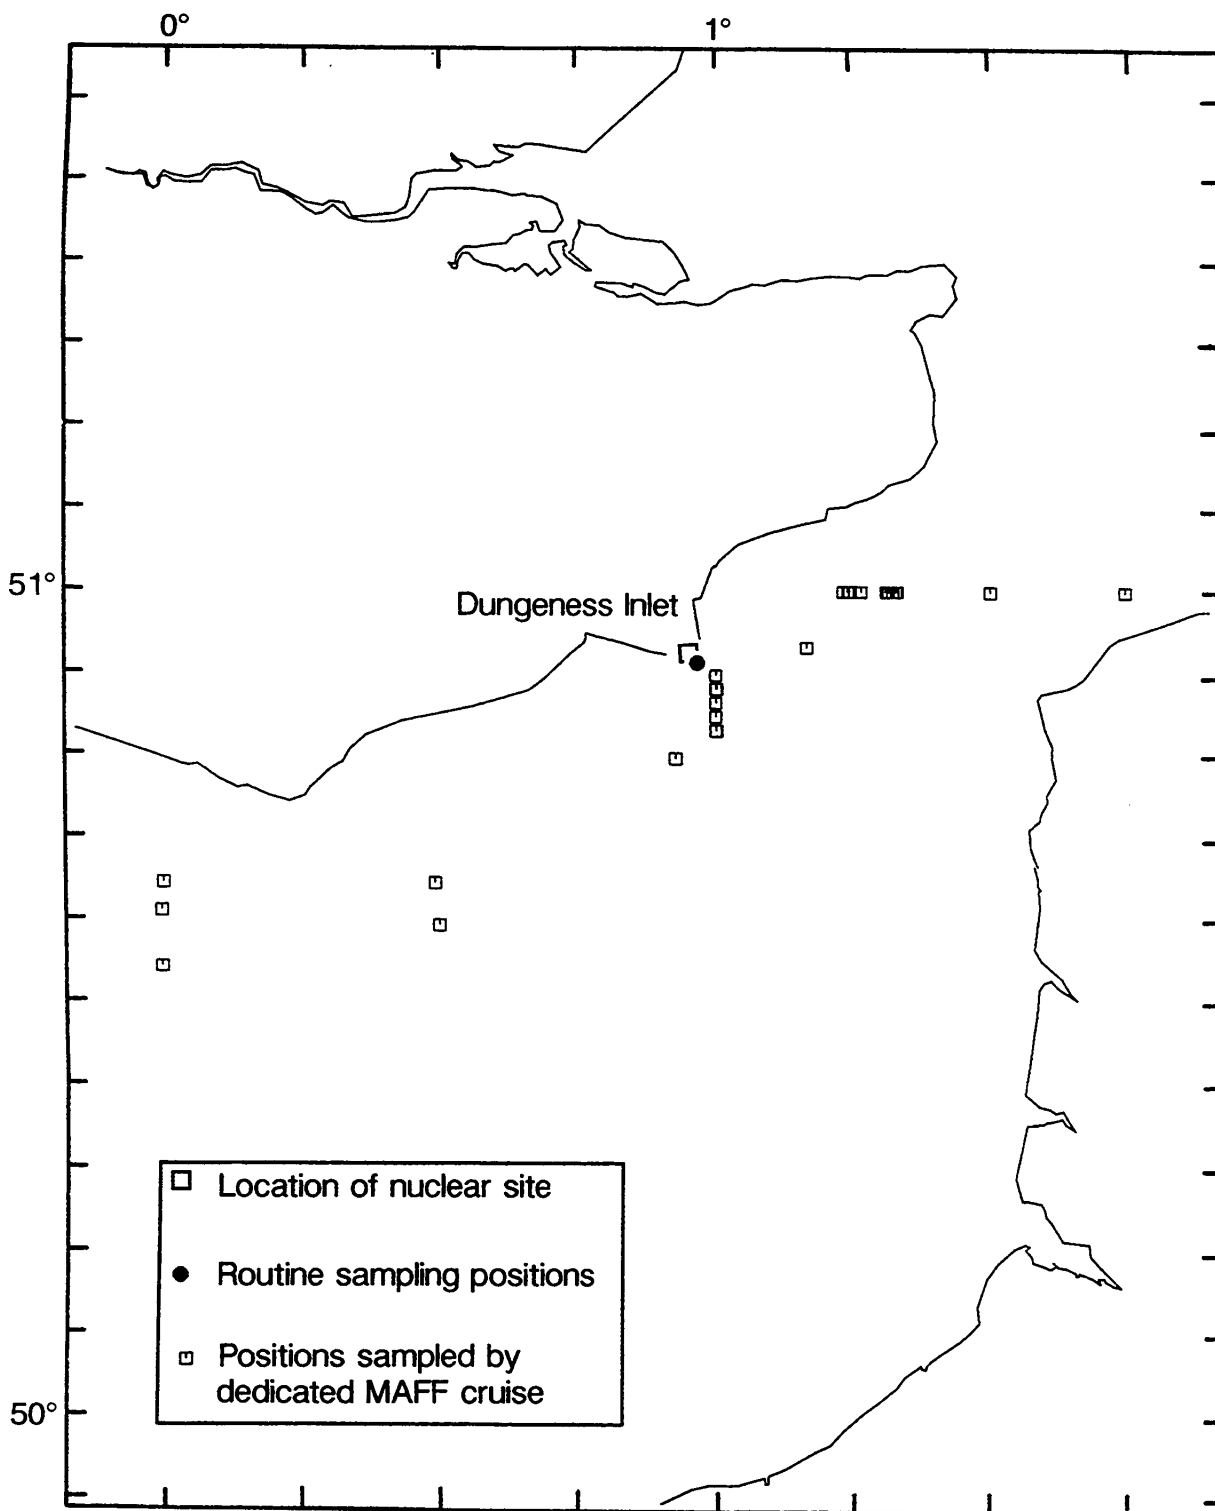 0°
1°
51°
Dungeness Inlet
Location of nuclear site
Routine sampling positions
Positions sampled by
dedicated MAFF cruise
50°